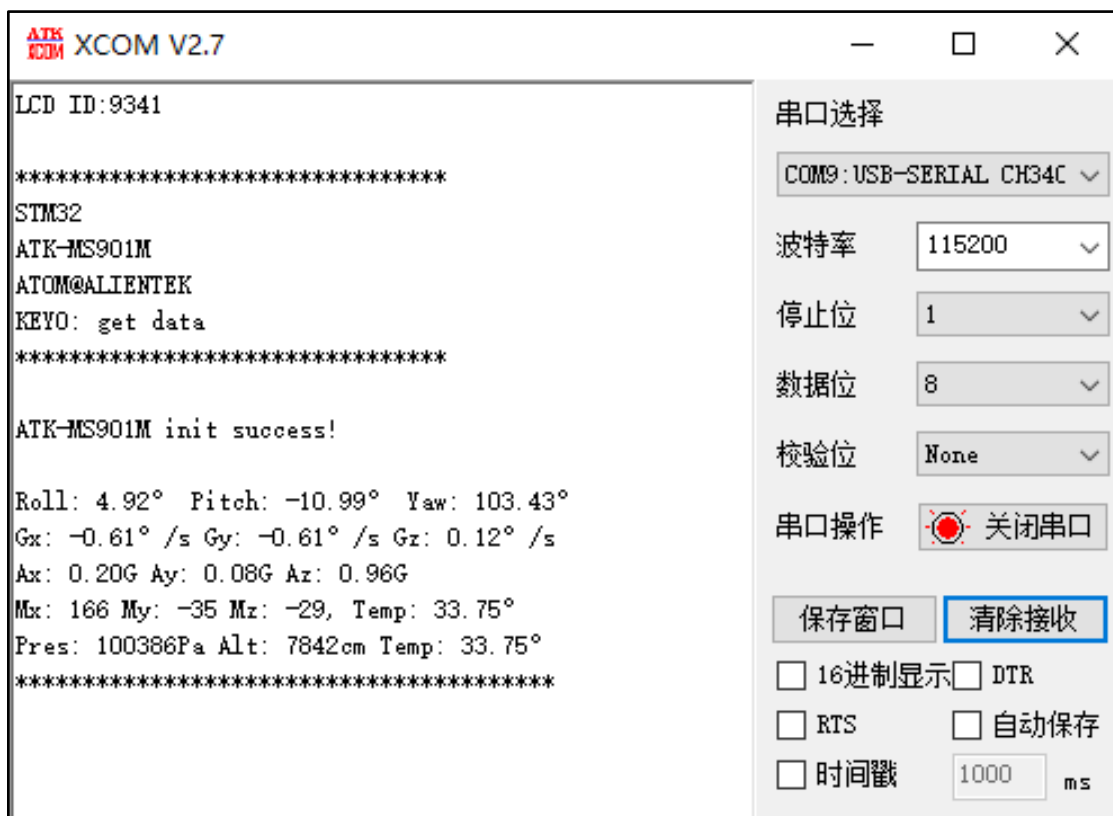 ATK XCOM XCOM V2.7
LCD ID:9341
********************************
STM32
ATK-MS901M
ATOM@ALIENTEK
KEY0: get data
********************************
ATK-MS901M init success!
Roll: 4.92° Pitch: -10.99° Yaw: 103.43°
Gx: -0.61° /s Gy: -0.61° /s Gz: 0.12° /s
Ax: 0.20G Ay: 0.08G Az: 0.96G
Mx: 166 My: -35 Mz: -29, Temp: 33.75°
Pres: 100386Pa Alt: 7842cm Temp: 33.75°
****************************************
串口选择
COM9:USB-SERIAL CH340
波特率 115200
停止位 1
数据位 8
校验位 None
串口操作 关闭串口
保存窗口 清除接收
16进制显示 DTR
RTS 自动保存
时间戳 1000 ms